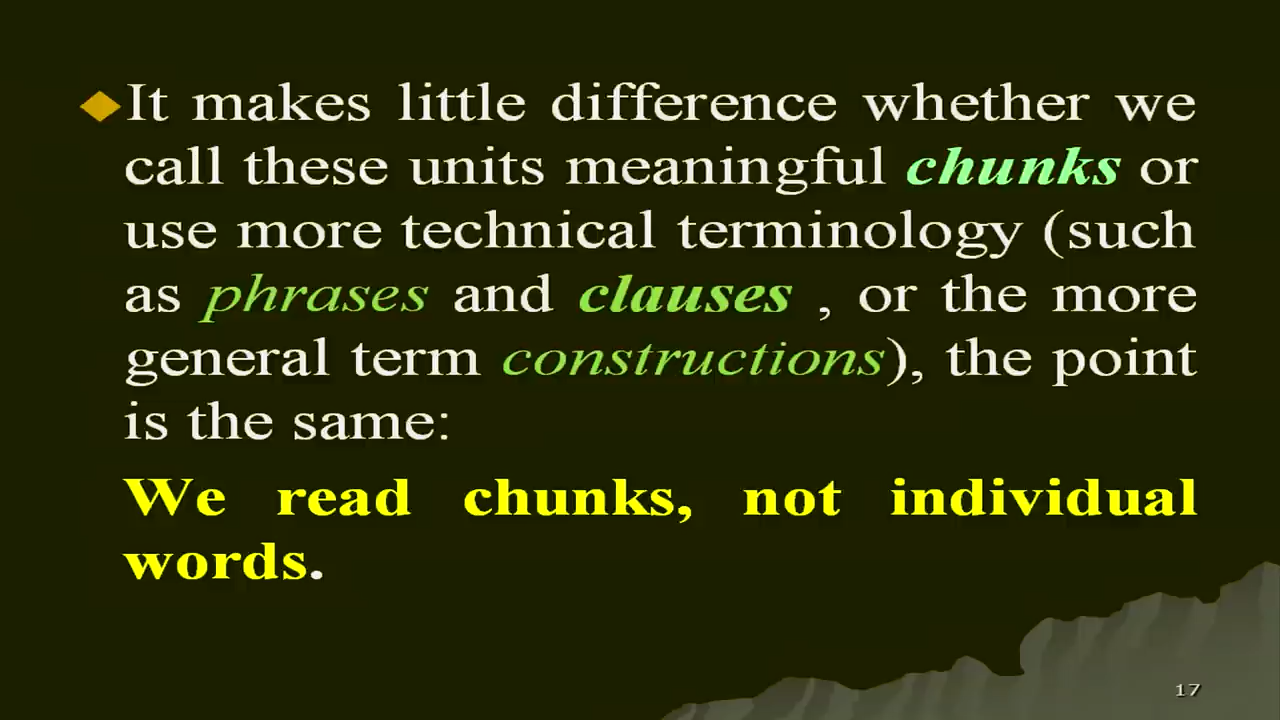 It makes little difference whether we
call these units meaningful chunks or
use more technical terminology (such
as phrases and clauses , or the more
general term constructions), the point
is the same:
We read chunks, not individual
words.
17